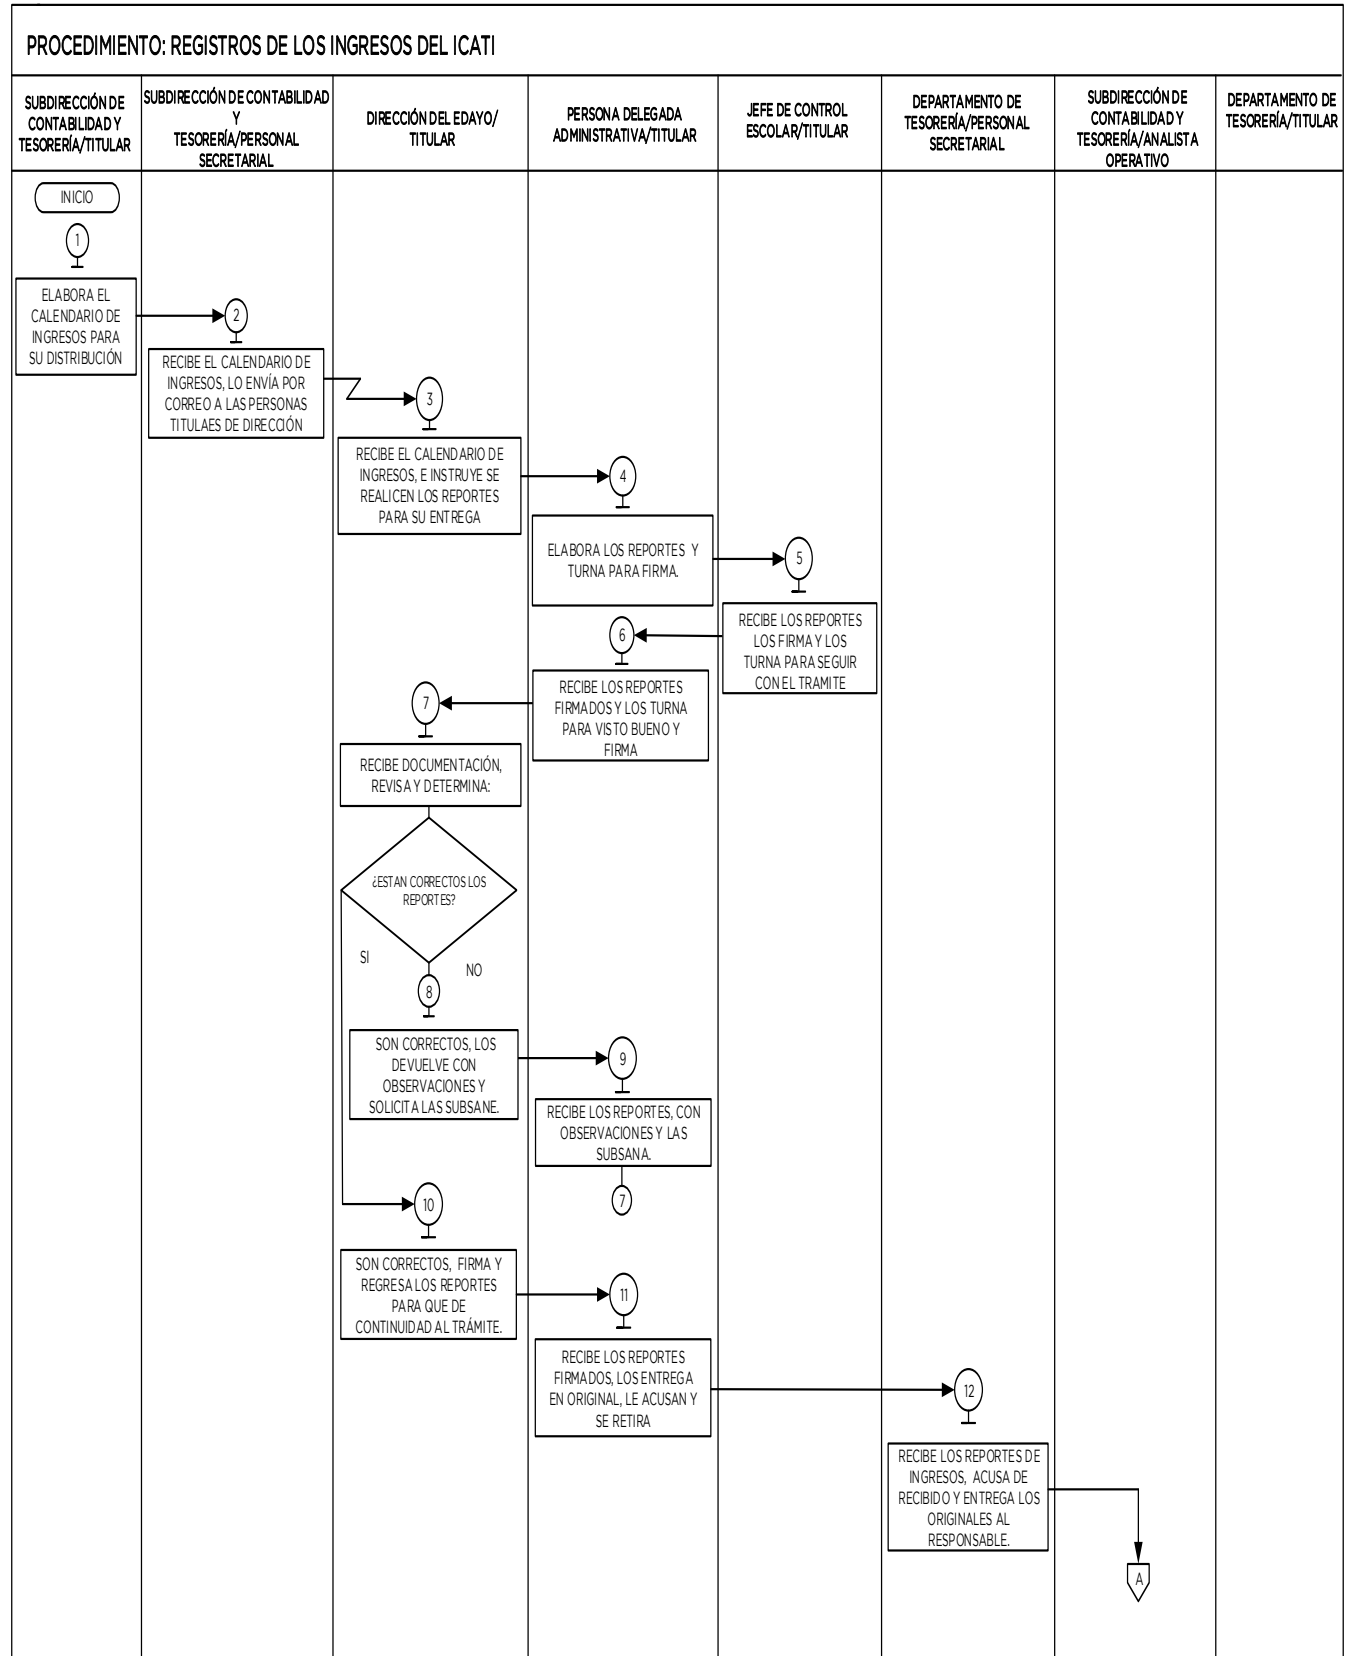 PROCEDIMIENTO: REGISTROS DE LOS INGRESOS DEL ICATI
SUBDIRECCIÓN DE
CONTABILIDAD Y
TESORERÍA/TITULAR
SUBDIRECCIÓN DE CONTABILIDAD
Y
TESORERÍA/PERSONAL
SECRETARIAL
DIRECCIÓN DEL EDAYO/
TITULAR
PERSONA DELEGADA
ADMINISTRATIVA/TITULAR
JEFE DE CONTROL
ESCOLAR/TITULAR
DEPARTAMENTO DE
TESORERÍA/PERSONAL
SECRETARIAL
SUBDIRECCIÓN DE
CONTABILIDAD Y
TESORERÍA/ANALISTA
OPERATIVO
DEPARTAMENTO DE
TESORERÍA/TITULAR
INICIO
1
ELABORA EL
CALENDARIO DE
INGRESOS PARA
SU DISTRIBUCIÓN
2
RECIBE EL CALENDARIO DE
INGRESOS, LO ENVÍA POR
CORREO A LAS PERSONAS
TITULAES DE DIRECCIÓN
3
RECIBE EL CALENDARIO DE
INGRESOS, E INSTRUYE SE
REALICEN LOS REPORTES
PARA SU ENTREGA
4
ELABORA LOS REPORTES Y
TURNA PARA FIRMA.
5
RECIBE LOS REPORTES
LOS FIRMA Y LOS
TURNA PARA SEGUIR
CON EL TRAMITE
6
RECIBE LOS REPORTES
FIRMADOS Y LOS TURNA
PARA VISTO BUENO Y
FIRMA
7
RECIBE DOCUMENTACIÓN,
REVISA Y DETERMINA:
¿ESTAN CORRECTOS LOS
REPORTES?
SI
NO
8
SON CORRECTOS, LOS
DEVUELVE CON
OBSERVACIONES Y
SOLICITA LAS SUBSANE.
9
RECIBE LOS REPORTES, CON
OBSERVACIONES Y LAS
SUBSANA.
7
10
SON CORRECTOS, FIRMA Y
REGRESA LOS REPORTES
PARA QUE DE
CONTINUIDAD AL TRÁMITE.
11
RECIBE LOS REPORTES
FIRMADOS, LOS ENTREGA
EN ORIGINAL, LE ACUSAN Y
SE RETIRA
12
RECIBE LOS REPORTES DE
INGRESOS, ACUSA DE
RECIBIDO Y ENTREGA LOS
ORIGINALES AL
RESPONSABLE.
A